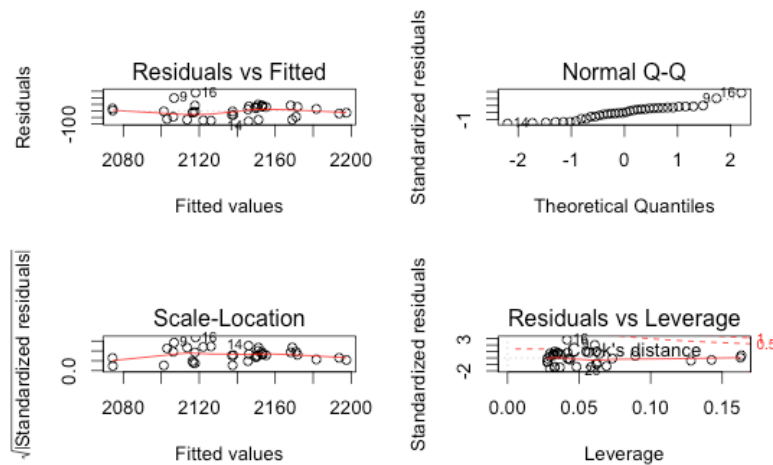 Residuals vs Fitted
Residuals
-100
9
16
14
2080 2120 2160 2200
Fitted values
Normal Q-Q
Standardized residuals
-1
14
9
16
-2 -1 0 1 2
Theoretical Quantiles
Scale-Location
√|Standardized residuals|
0.0
9
16
14
2080 2120 2160 2200
Fitted values
Residuals vs Leverage
Standardized residuals
3
-2
16
Cook's distance
1
0.5
0.00 0.05 0.10 0.15
Leverage